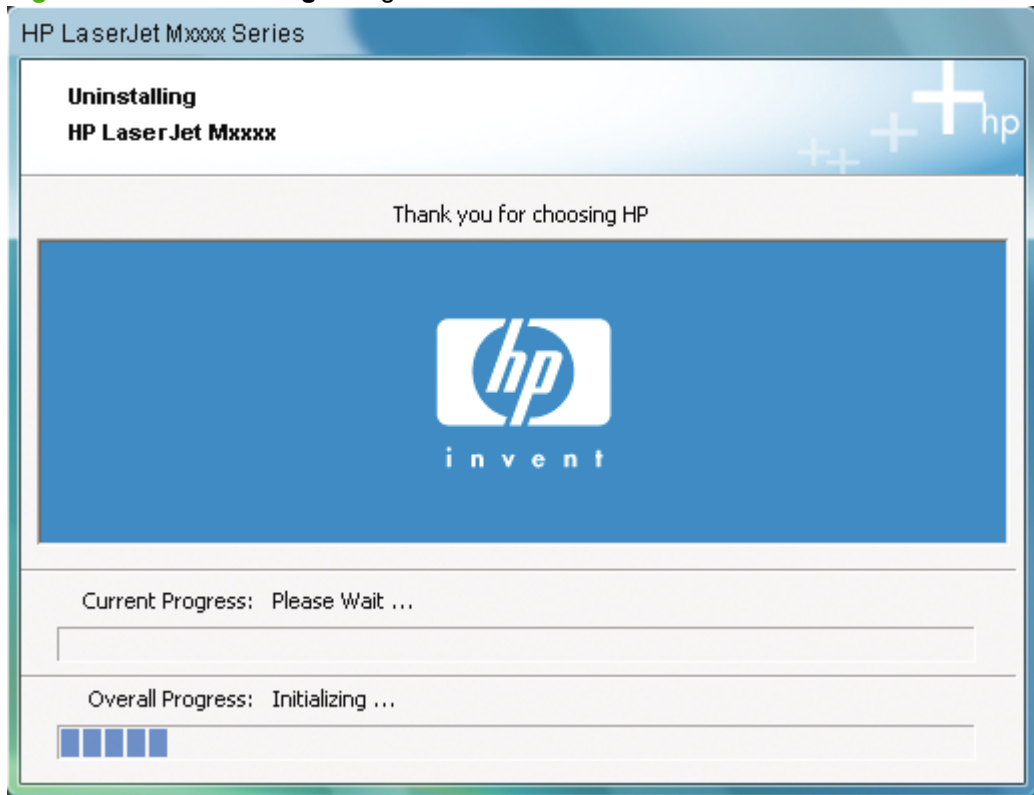 HP LaserJet Mxxxx Series
Uninstalling
HP LaserJet Mxxxx
hp
Thank you for choosing HP
hp
invent
Current Progress: Please Wait ...
Overall Progress: Initializing ...